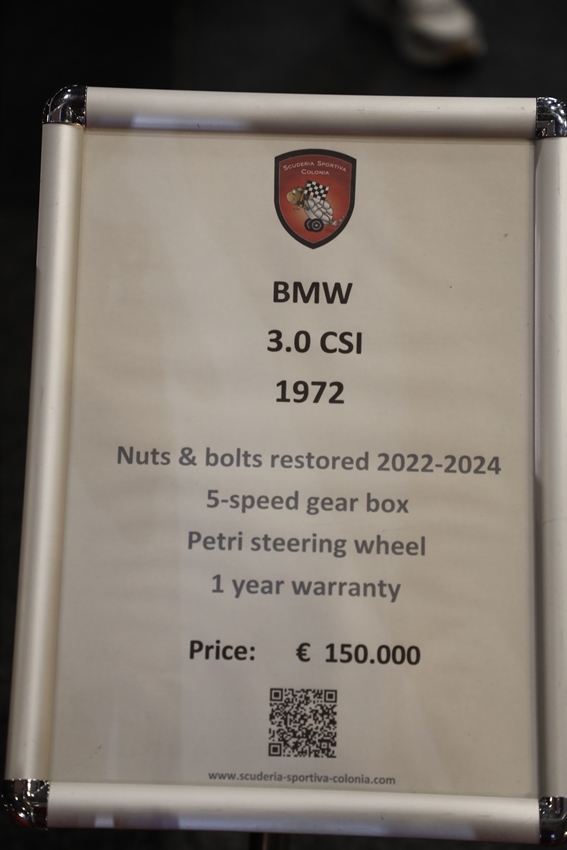 SCUDERIA SPORTIVA
COLONIA
BMW
3.0 CSI
1972
Nuts & bolts restored 2022-2024
5-speed gear box
Petri steering wheel
1 year warranty
Price: € 150.000
www.scuderia-sportiva-colonia.com